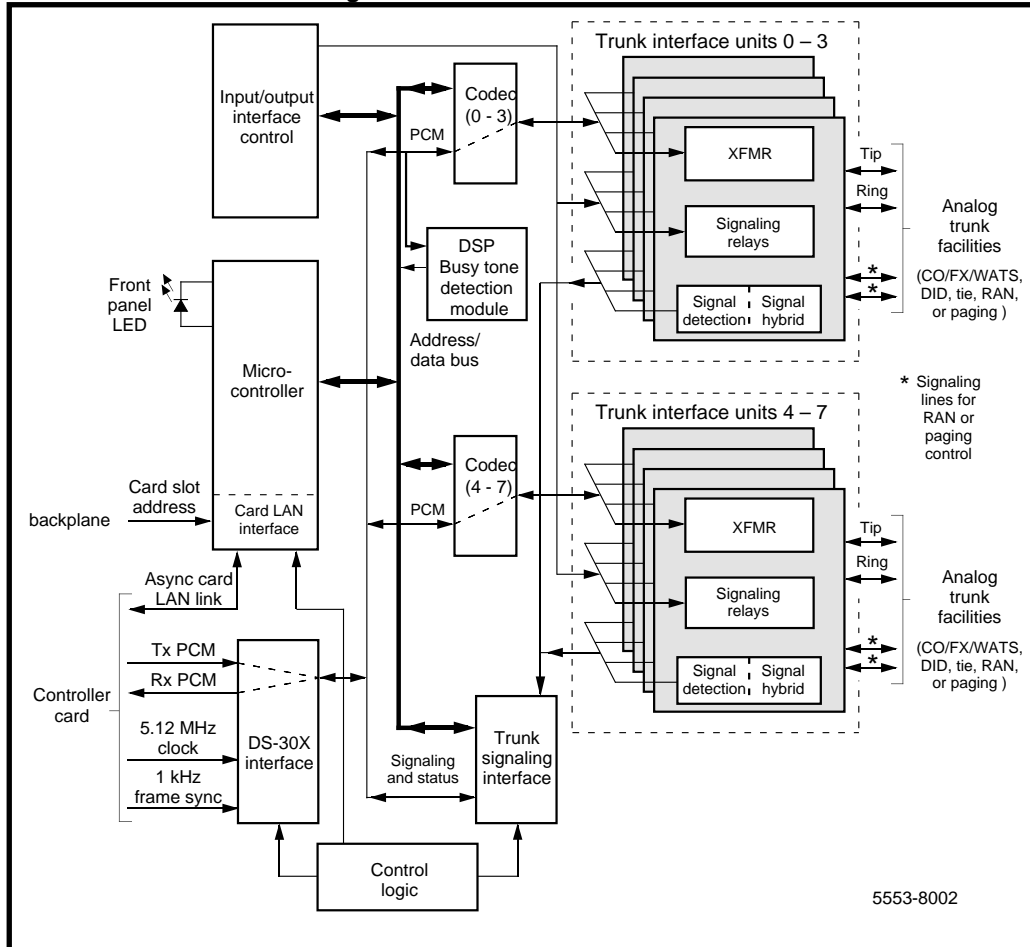 Trunk interface units 0 – 3
Input/output
interface
control
Codec
(0 - 3)
PCM
XFMR
Tip
Ring
Signaling
relays
Analog
trunk
facilities
DSP
Busy tone
detection
module
*
(CO/FX/WATS,
*
DID, tie, RAN,
or paging )
Signal
detection
Signal
hybrid
Front
panel
LED
Address/
data bus
Micro-
controller
* Signaling
lines for
RAN or
paging
control
Trunk interface units 4 – 7
Codec
(4 - 7)
PCM
Card slot
address
backplane
Card LAN
interface
XFMR
Tip
Ring
Async card
LAN link
Signaling
relays
Analog
trunk
facilities
Tx PCM
Rx PCM
*
(CO/FX/WATS,
*
DID, tie, RAN,
or paging )
Signal
detection
Signal
hybrid
Controller
card
5.12 MHz
clock
DS-30X
interface
1 kHz
frame sync
Signaling
and status
Trunk
signaling
interface
Control
logic
5553-8002